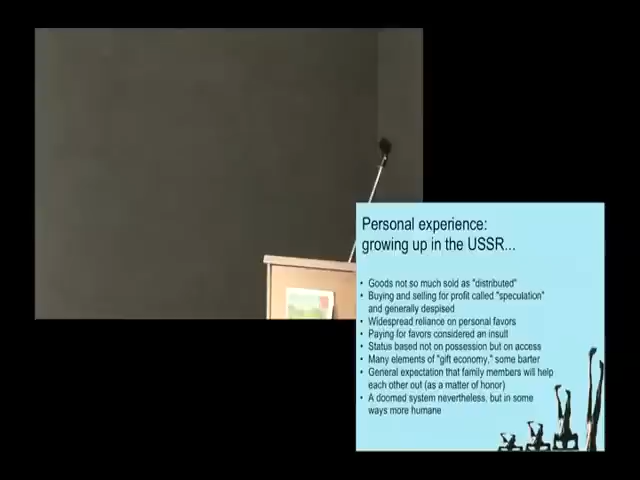 Personal experience:
growing up in the USSR...
• Goods not so much sold as "distributed"
• Buying and selling for profit called "speculation"
and generally despised
• Widespread reliance on personal favors
• Paying for favors considered an insult
• Status based not on possession but on access
• Many elements of "gift economy," some barter
• General expectation that family members will help
each other out (as a matter of honor)
• A doomed system nevertheless, but in some
ways more humane